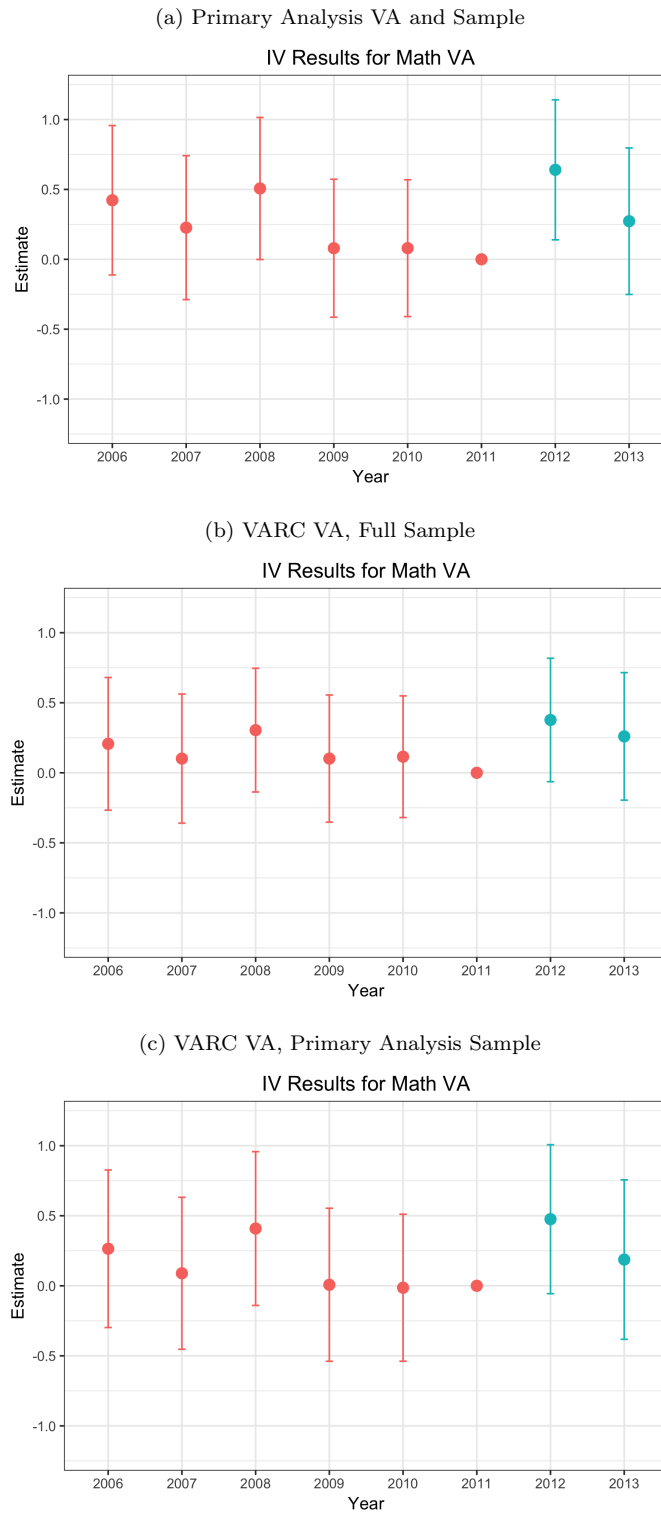 (a) Primary Analysis VA and Sample
IV Results for Math VA
1.0
0.5
0.0
-0.5
-1.0
Estimate
2006 2007 2008 2009 2010 2011 2012 2013
Year
(b) VARC VA, Full Sample
IV Results for Math VA
1.0
0.5
0.0
-0.5
-1.0
Estimate
2006 2007 2008 2009 2010 2011 2012 2013
Year
(c) VARC VA, Primary Analysis Sample
IV Results for Math VA
1.0
0.5
0.0
-0.5
-1.0
Estimate
2006 2007 2008 2009 2010 2011 2012 2013
Year